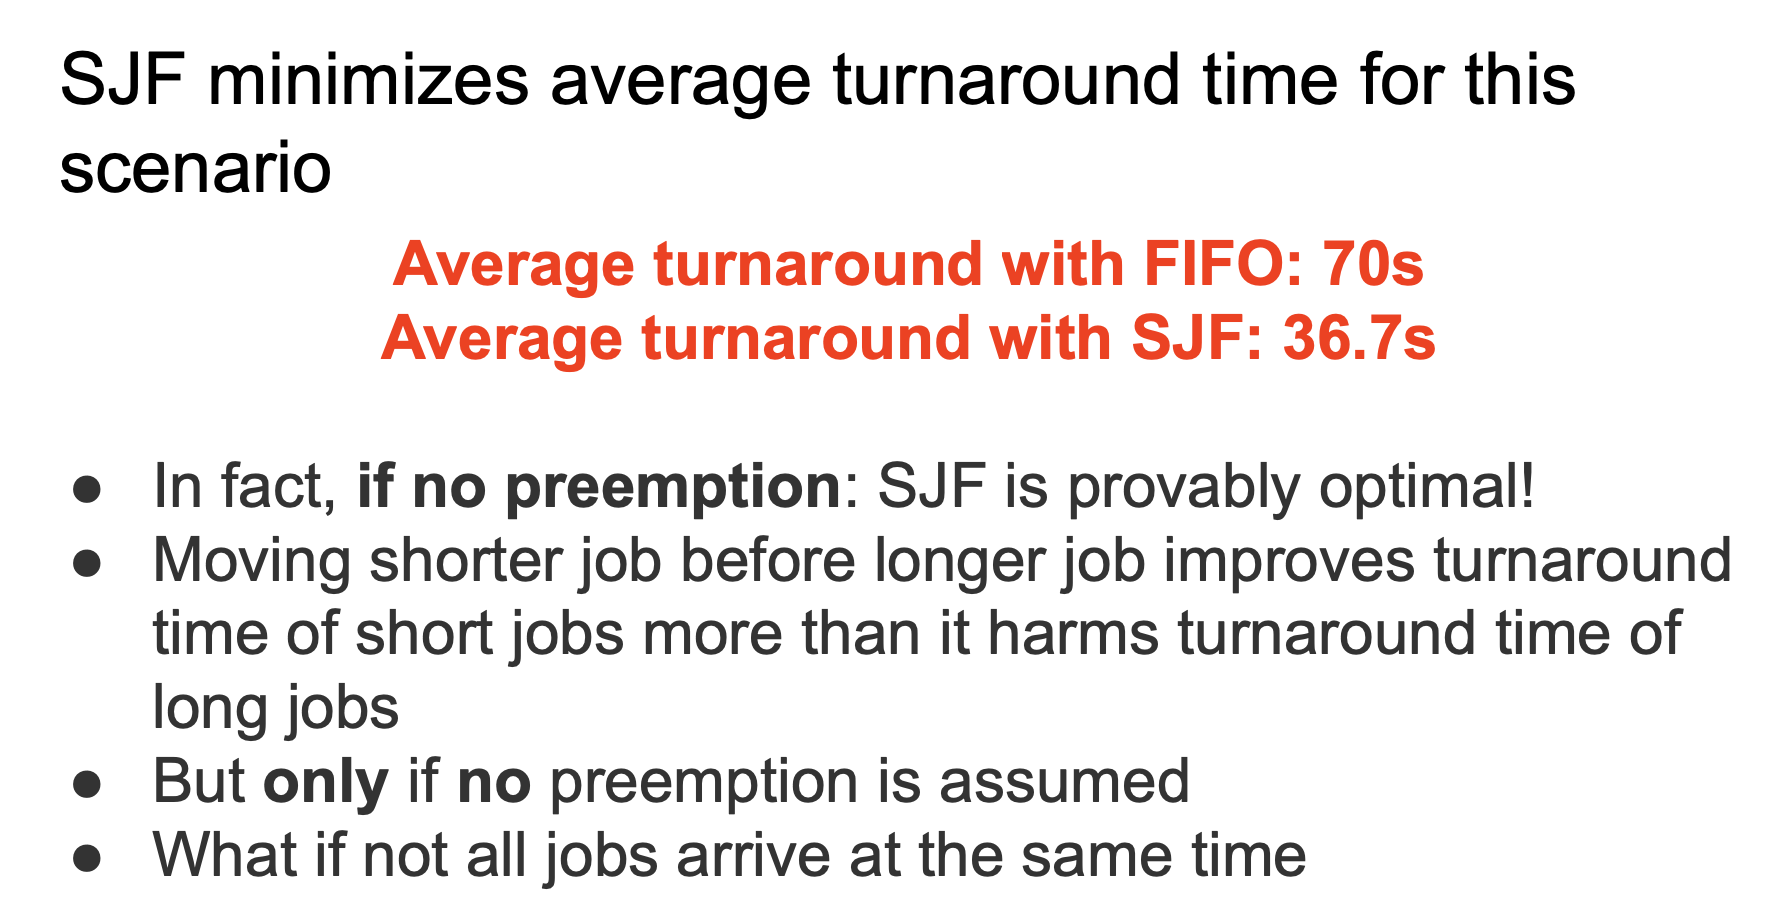 SJF minimizes average turnaround time for this
scenario
Average turnaround with FIFO: 70s
Average turnaround with SJF: 36.7s
● In fact, if no preemption: SJF is provably optimal!
● Moving shorter job before longer job improves turnaround
time of short jobs more than it harms turnaround time of
long jobs
● But only if no preemption is assumed
● What if not all jobs arrive at the same time